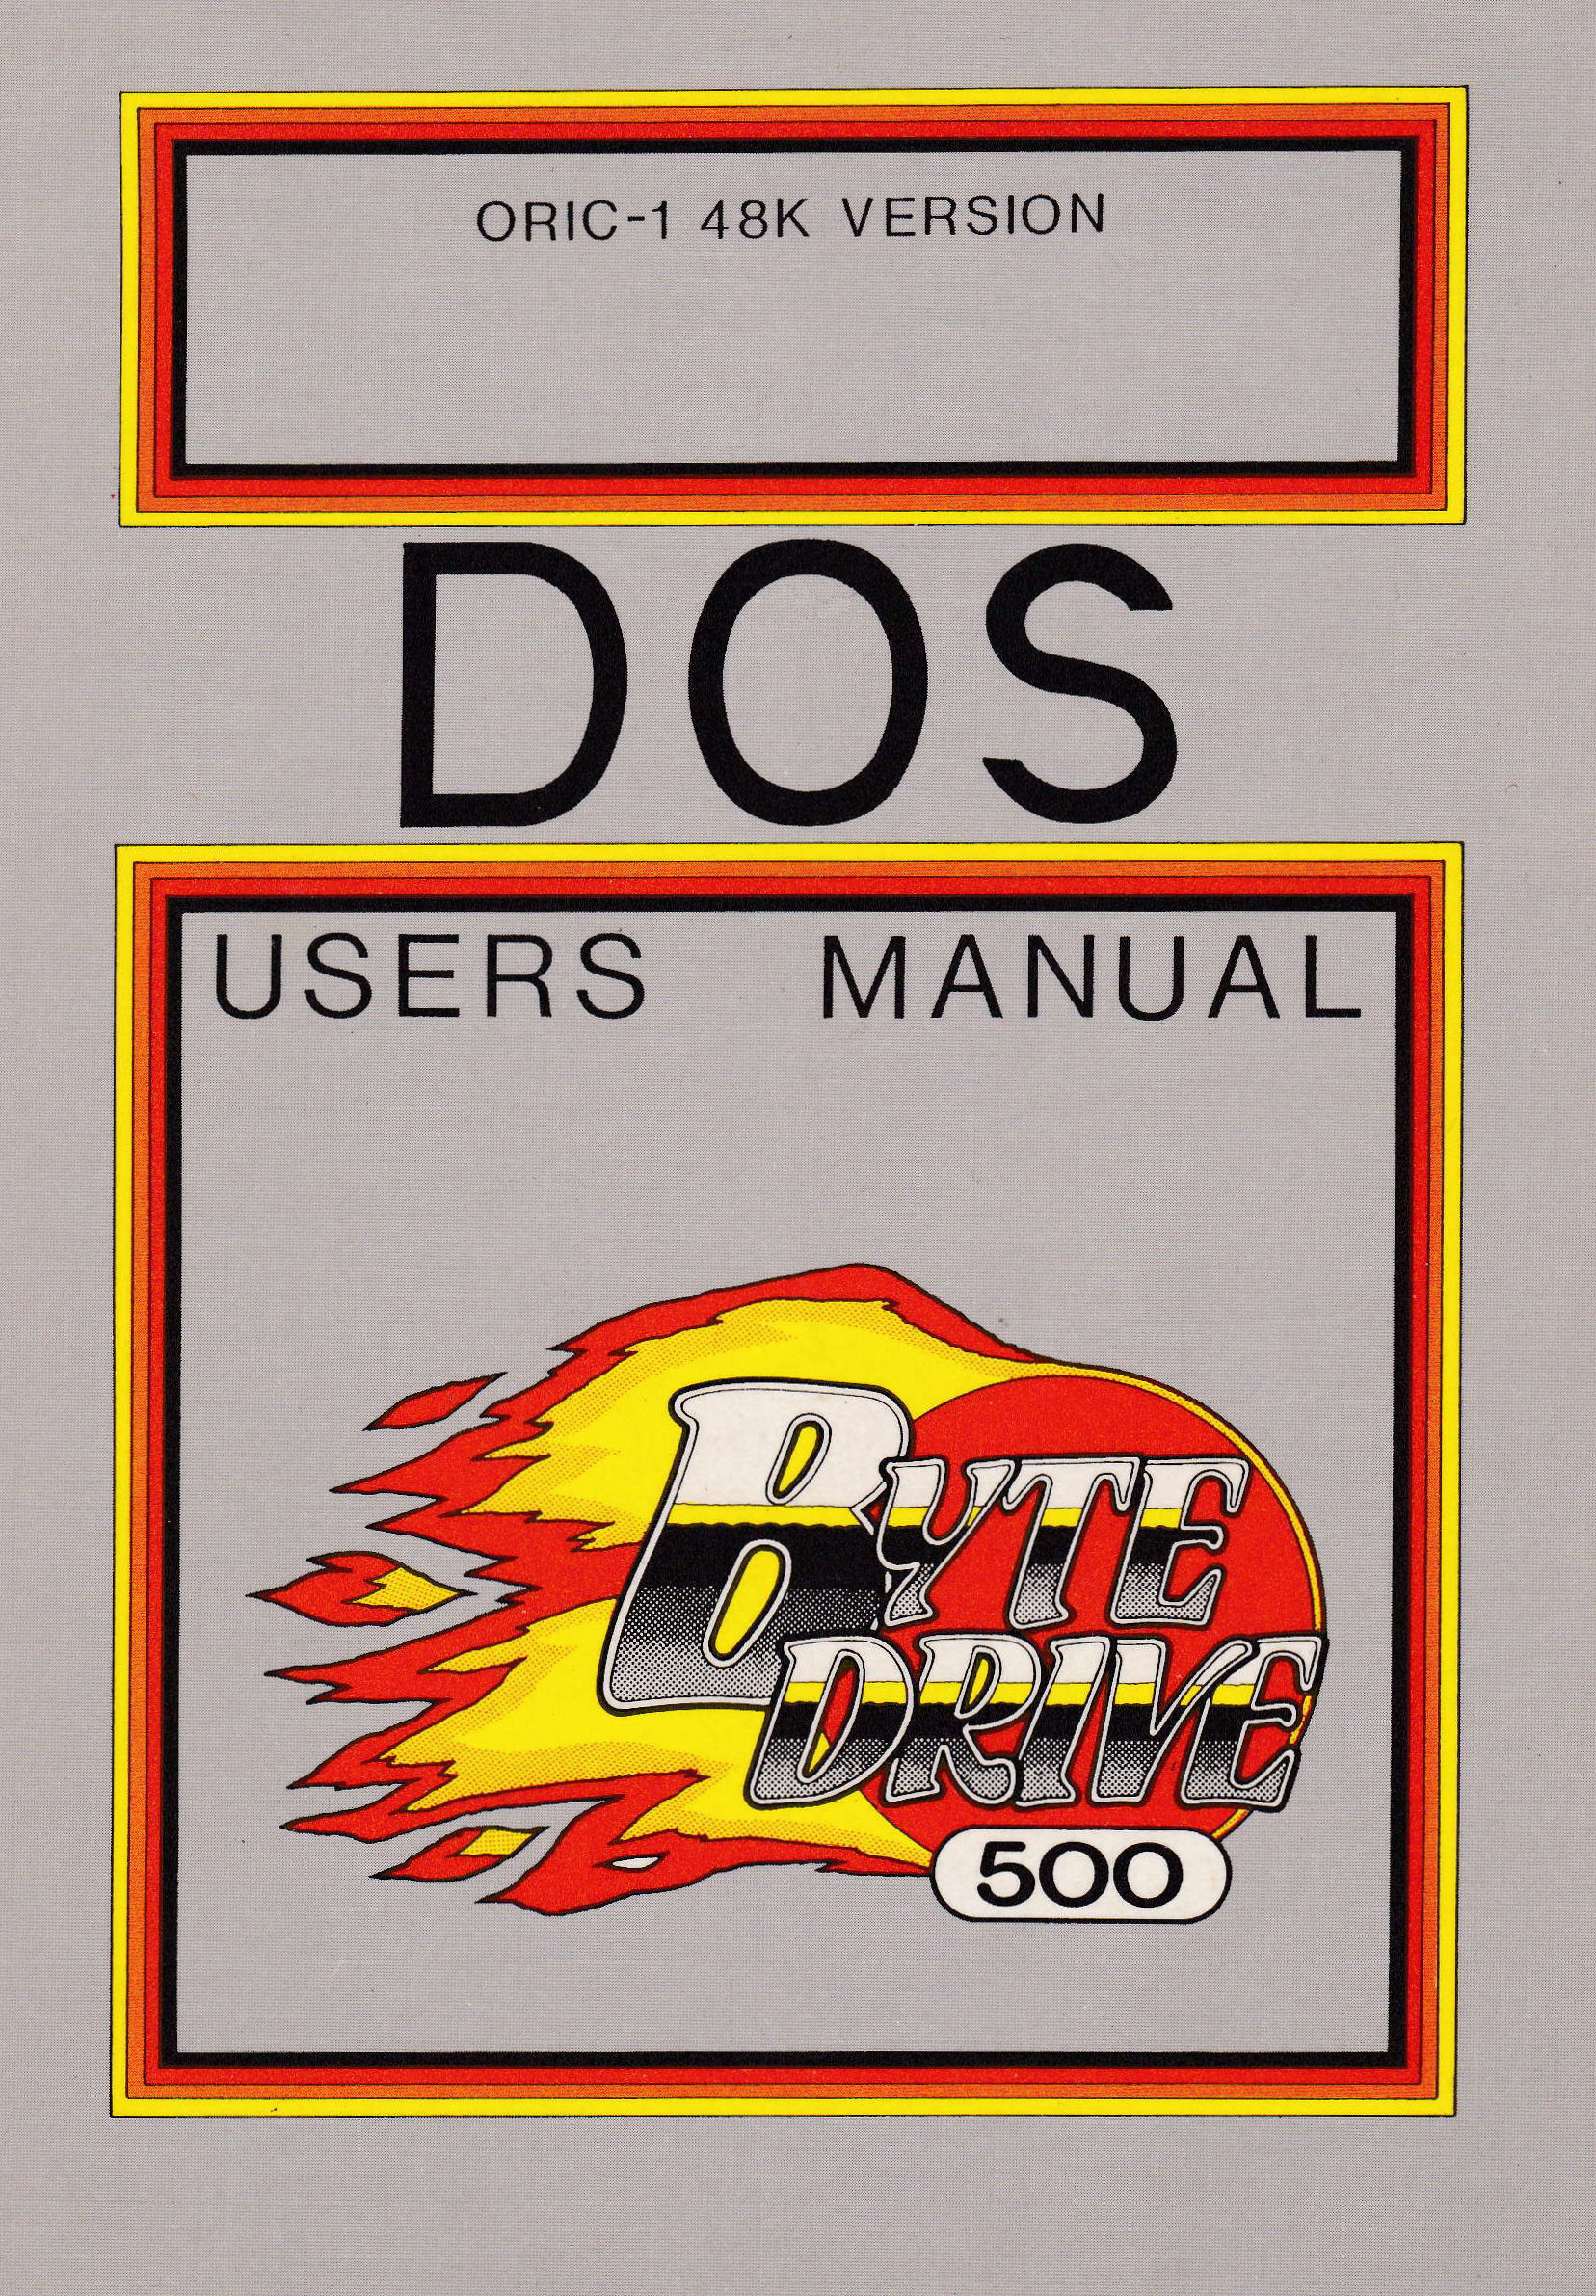 ORIC-1 48K VERSION
DOS
USERS MANUAL
BYTE
DRIVE
500